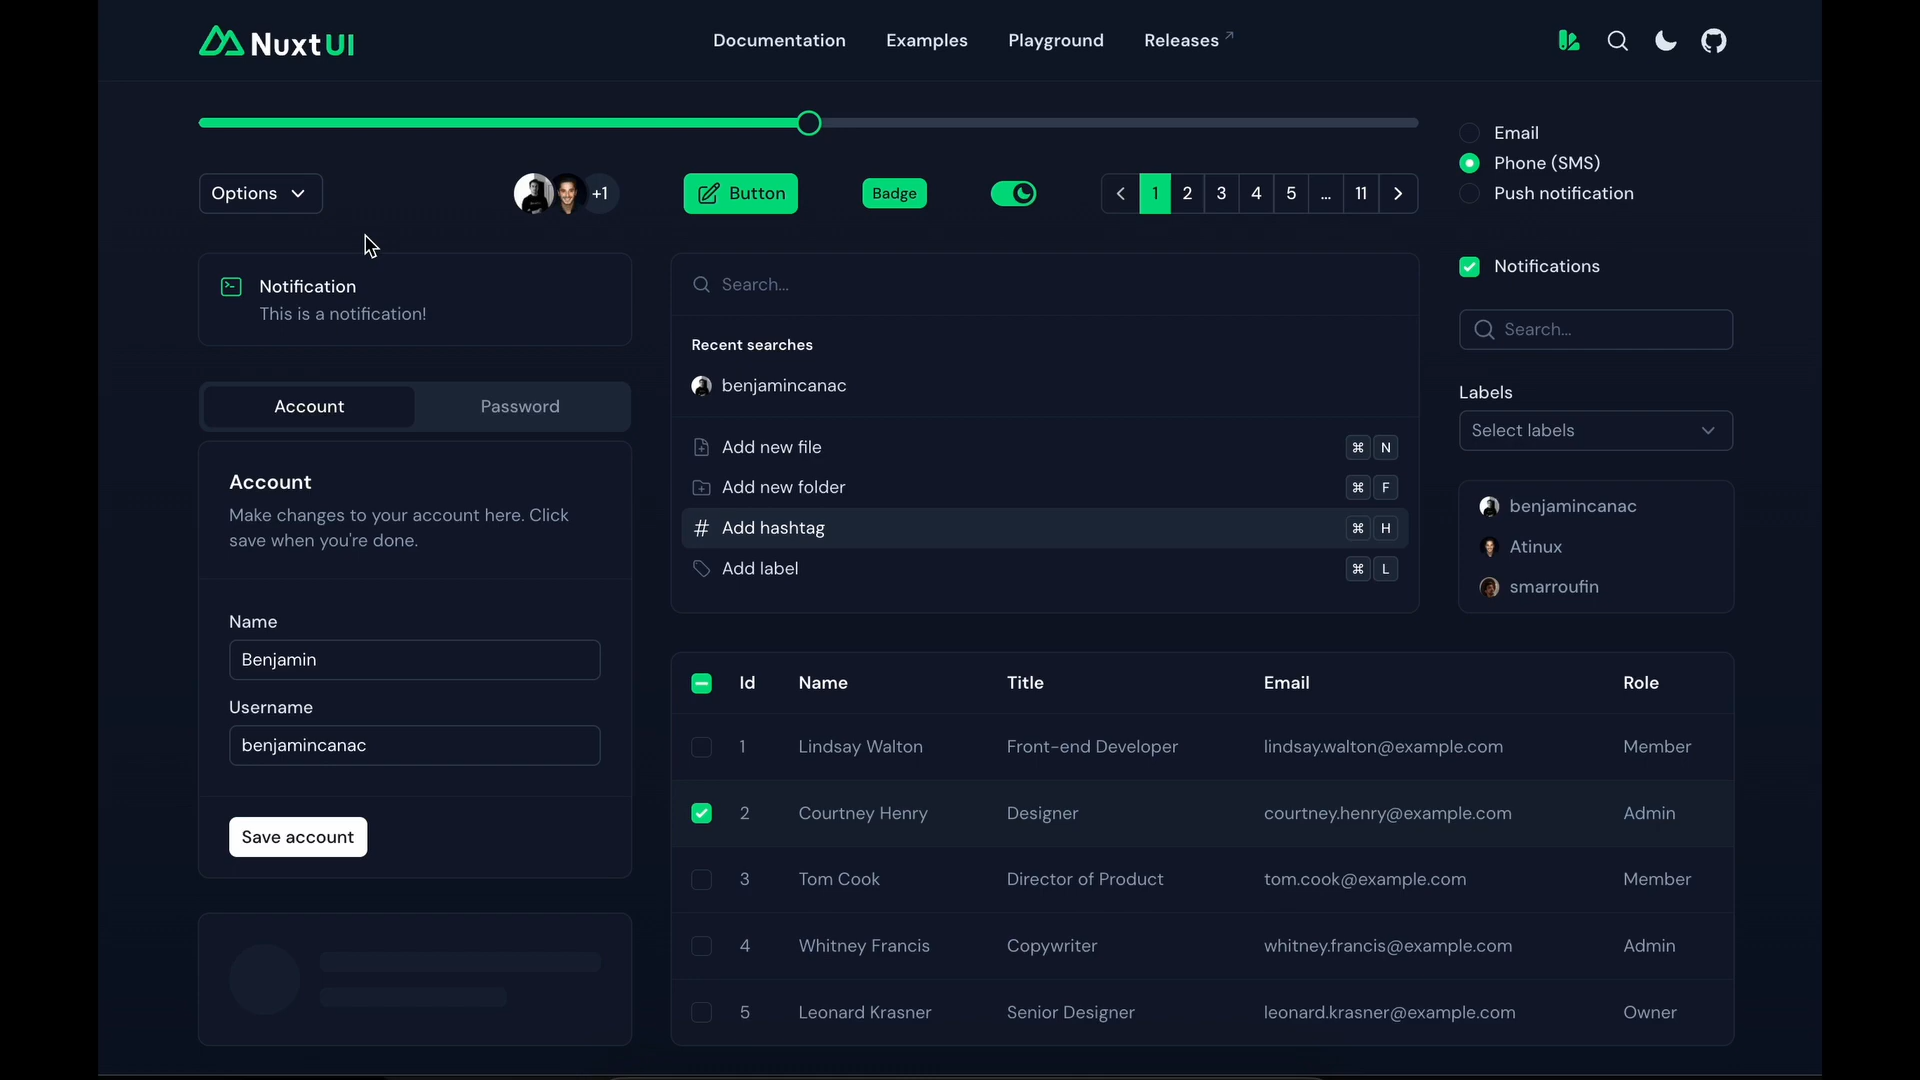 NuxtUI
Documentation
Examples
Playground
Releases
Options
+1
Button
Badge
1
2
3
4
5
...
11
Email
Phone (SMS)
Push notification
Notification
This is a notification!
Search...
Recent searches
benjamincanac
Add new file
⌘ N
Add new folder
⌘ F
Add hashtag
⌘ H
Add label
⌘ L
Notifications
Search...
Labels
Select labels
benjamincanac
Atinux
smarroufin
Account
Password
Account
Make changes to your account here. Click
save when you're done.
Name
Benjamin
Username
benjamincanac
Save account
Id Name Title Email Role
1 Lindsay Walton Front-end Developer lindsay.walton@example.com Member
2 Courtney Henry Designer courtney.henry@example.com Admin
3 Tom Cook Director of Product tom.cook@example.com Member
4 Whitney Francis Copywriter whitney.francis@example.com Admin
5 Leonard Krasner Senior Designer leonard.krasner@example.com Owner